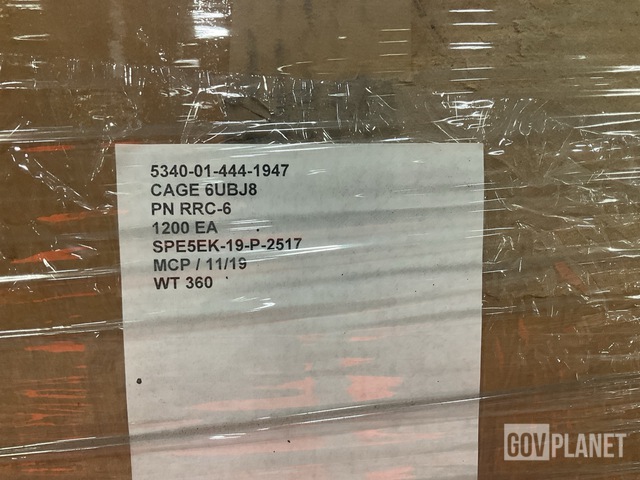 5340-01-444-1947
CAGE 6UBJ8
PN RRC-6
1200 EA
SPE5EK-19-P-2517
MCP / 11/19
WT 360
GOVPLANET